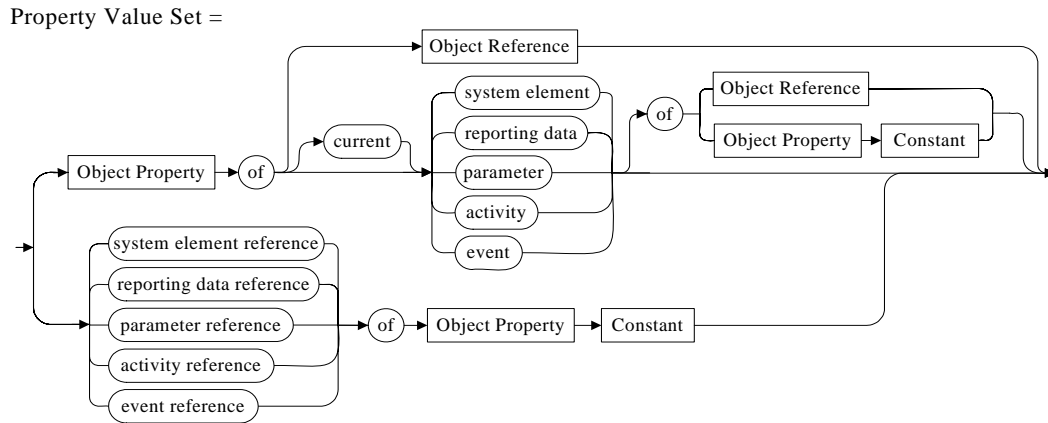 Property Value Set =
Object Reference
system element
Object Reference
of
reporting data
current
Object Property
Constant
Object Property
of
parameter
activity
system element reference
event
reporting data reference
parameter reference
of
Object Property
Constant
activity reference
event reference